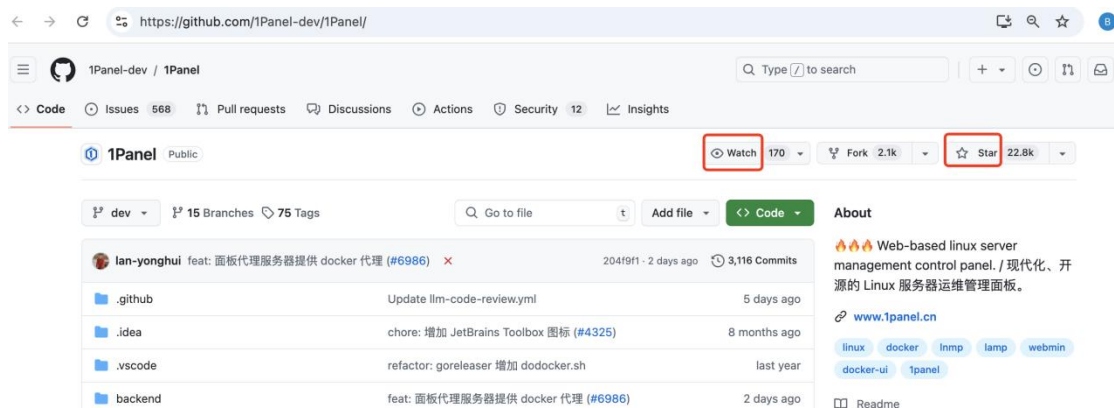 https://github.com/1Panel-dev/1Panel/
B
1Panel-dev / 1Panel
Type / to search
Code Issues 568 Pull requests Discussions Actions Security 12 Insights
1Panel Public
Watch 170 Fork 2.1k Star 22.8k
dev 15 Branches 75 Tags Go to file t Add file Code
About
lan-yonghui feat: 面板代理服务器提供 docker 代理 (#6986) 204f9f1 · 2 days ago 3,116 Commits
🔥🔥🔥 Web-based linux server
management control panel. / 现代化、开
源的 Linux 服务器运维管理面板。
.github Update llm-code-review.yml 5 days ago
.idea chore: 增加 JetBrains Toolbox 图标 (#4325) 8 months ago
.vscode refactor: goreleaser 增加 dodocker.sh last year
backend feat: 面板代理服务器提供 docker 代理 (#6986) 2 days ago
www.1panel.cn
linux docker lnmp lamp webmin
docker-ui 1panel
Readme